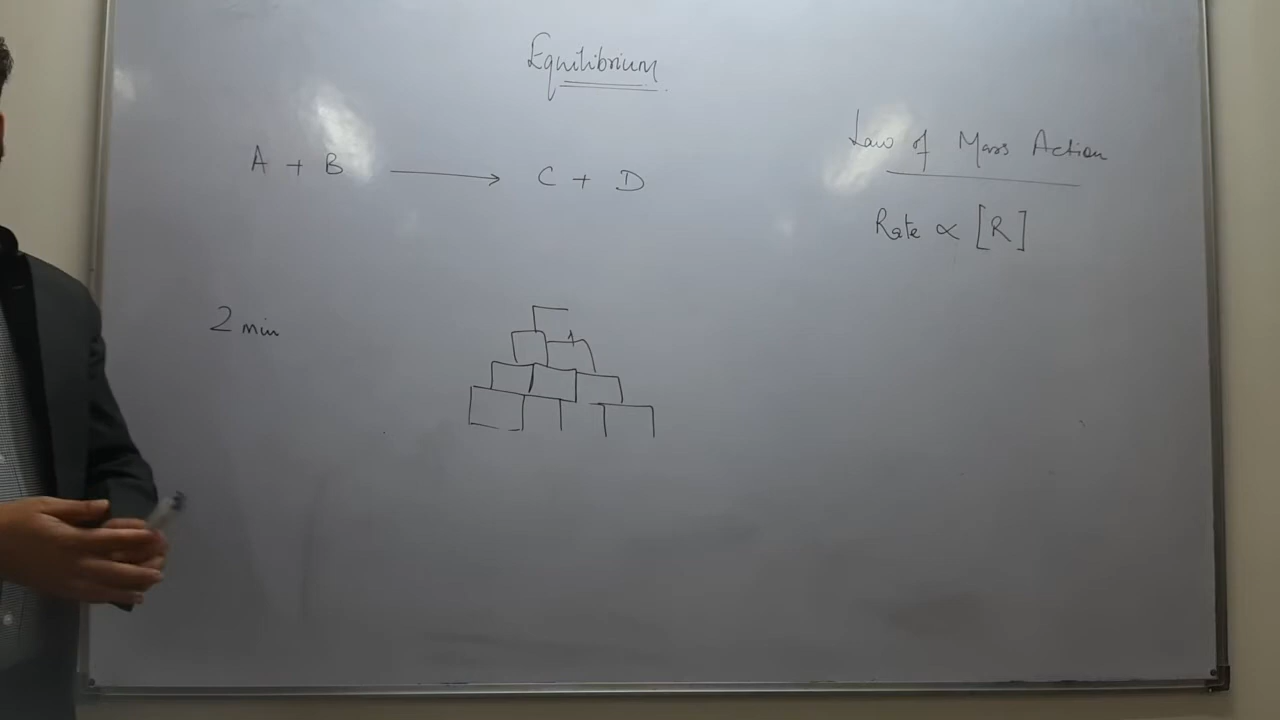 Equilibrium
A + B ⟶ C + D
Law of Mass Action
Rate ∝ [R]
2 min